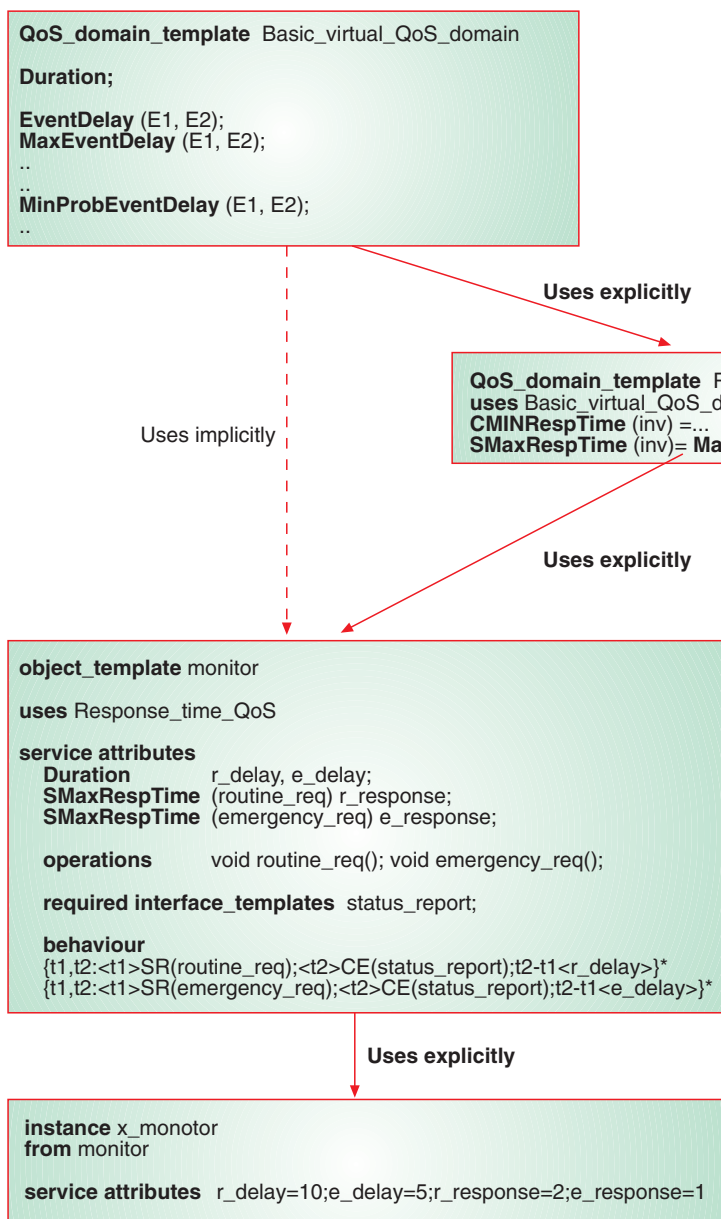 QoS_domain_template Basic_virtual_QoS_domain
Duration;
EventDelay (E1, E2);
MaxEventDelay (E1, E2);
..
..
MinProbEventDelay (E1, E2);
..
Uses explicitly
Uses implicitly
QoS_domain_template
uses Basic_virtual_QoS_d
CMINRespTime (inv) =...
SMaxRespTime (inv)= Ma
Uses explicitly
object_template monitor
uses Response_time_QoS
service attributes
Duration r_delay, e_delay;
SMaxRespTime (routine_req) r_response;
SMaxRespTime (emergency_req) e_response;
operations void routine_req(); void emergency_req();
required interface_templates status_report;
behaviour
{t1,t2:<t1>SR(routine_req);<t2>CE(status_report);t2-t1<r_delay>}*
{t1,t2:<t1>SR(emergency_req);<t2>CE(status_report);t2-t1<e_delay>}*
Uses explicitly
instance x_monotor
from monitor
service attributes r_delay=10;e_delay=5;r_response=2;e_response=1